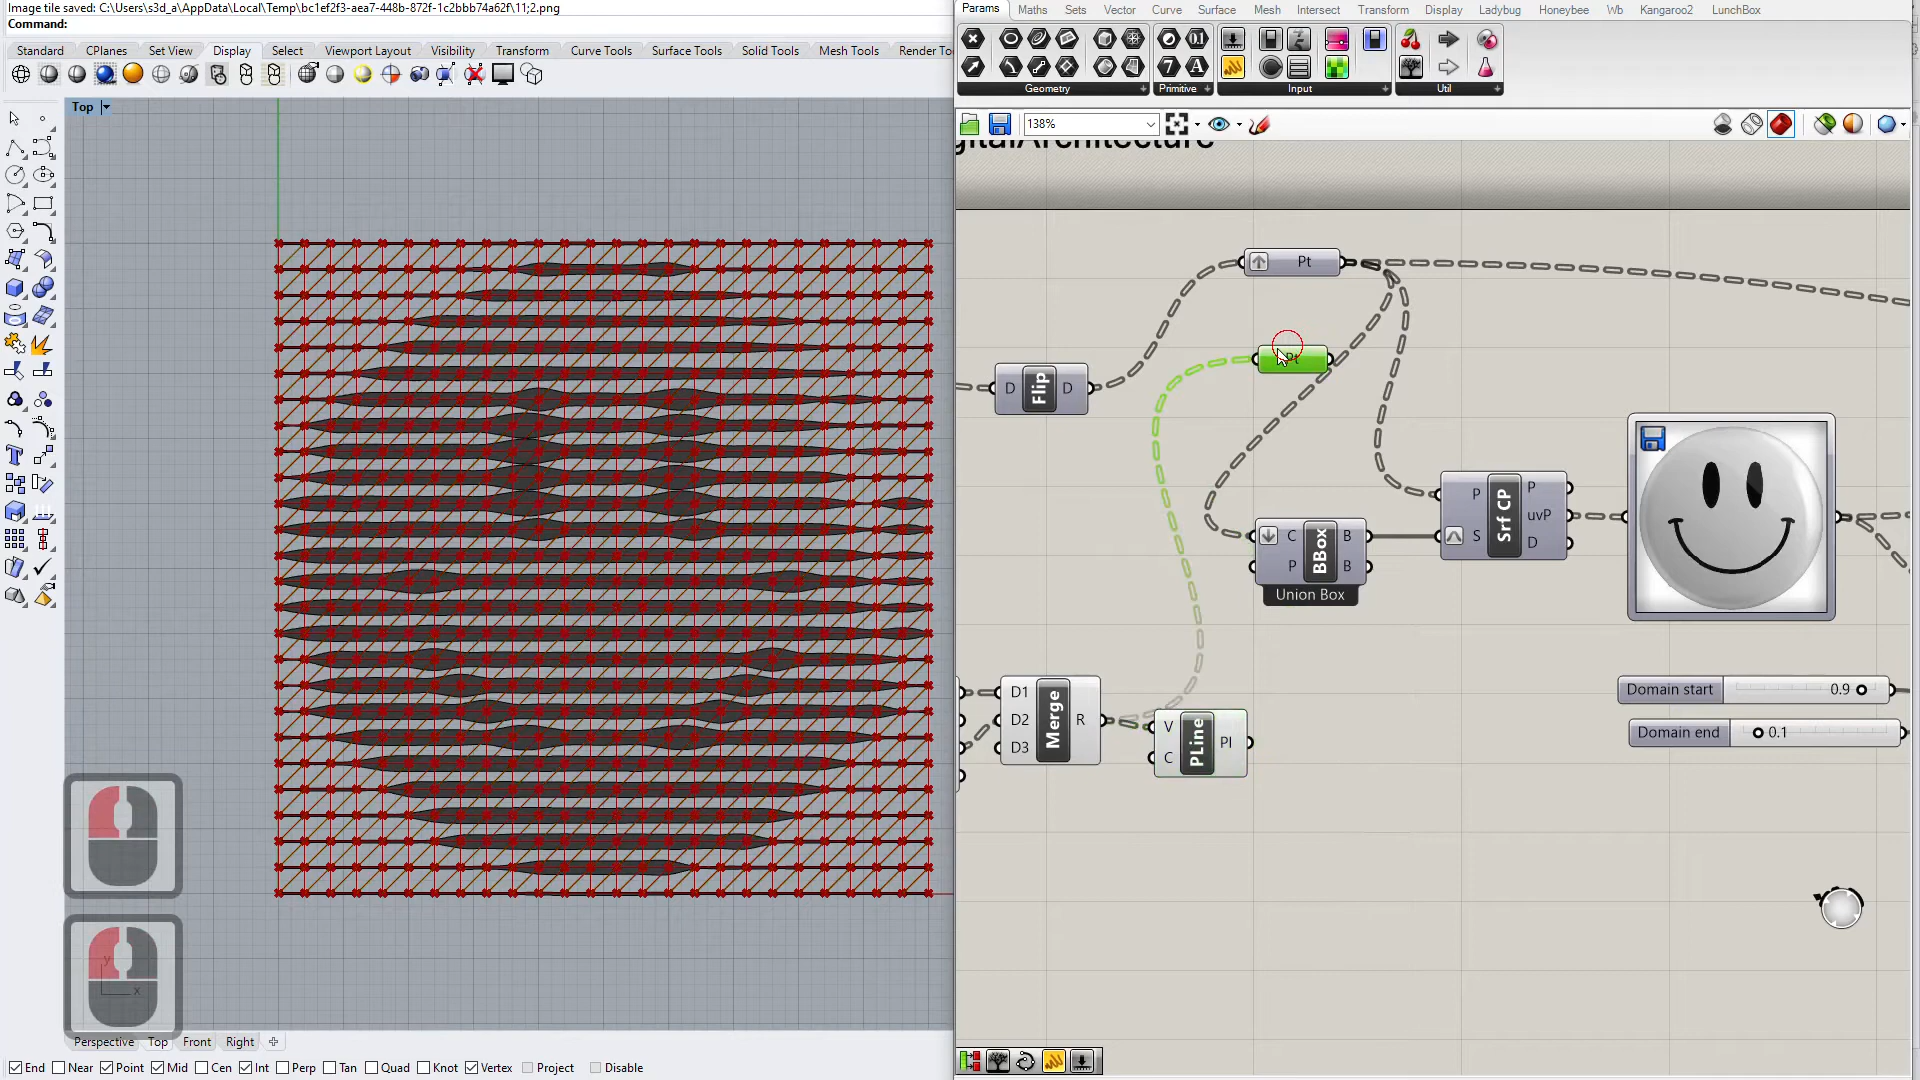 Image tile saved: C:\Users\s3d_a\AppData\Local\Temp\bc1ef2f3-aea7-448b-872f-1c2bbb74a62f\11;2.png
Command:
Standard CPlanes Set View Display Select Viewport Layout Visibility Transform Curve Tools Surface Tools Solid Tools Mesh Tools Render To
Top
Perspective Top Front Right
End Near Point Mid Cen Int Perp Tan Quad Knot Vertex Project Disable
y
x
Params Maths Sets Vector Curve Surface Mesh Intersect Transform Display Ladybug Honeybee Wb Kangaroo2 LunchBox
Geometry Primitive Input Util
138%
gitalArchitecture
Pt
Pt
D Flip D
P Srf CP P
uvP
S D
C BBox B
P B
Union Box
D1 Merge R
D2
D3
V PLine Pl
C
Domain start 0.9
Domain end 0.1